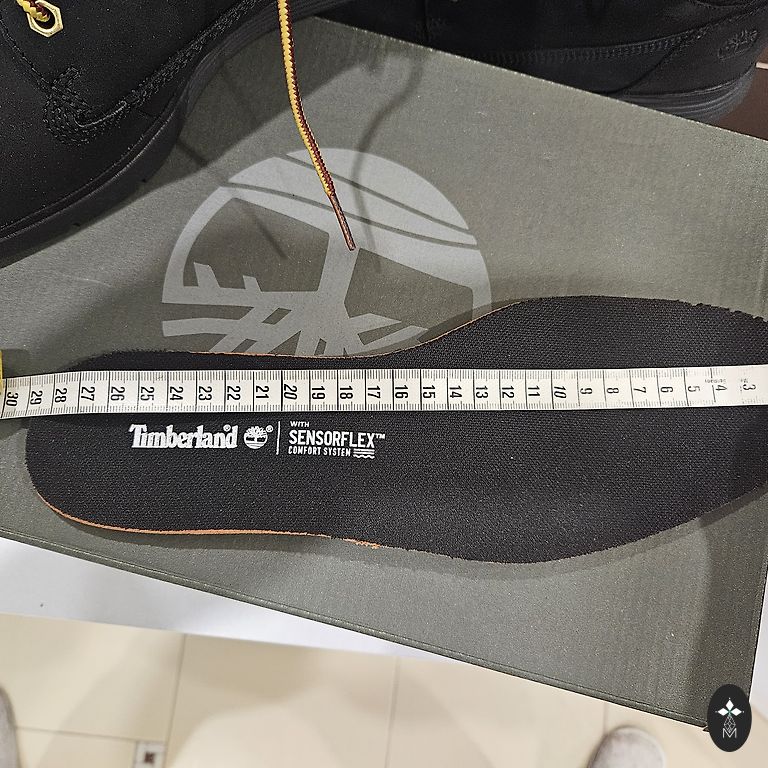 30 29 28 27 26 25 24 23 22 21 20 19 18 17 16 15 14 13 12 11 10 9 8 7 6 5 Germany 4 3
Timberland®
WITH
SENSORFLEX™
COMFORT SYSTEM
M